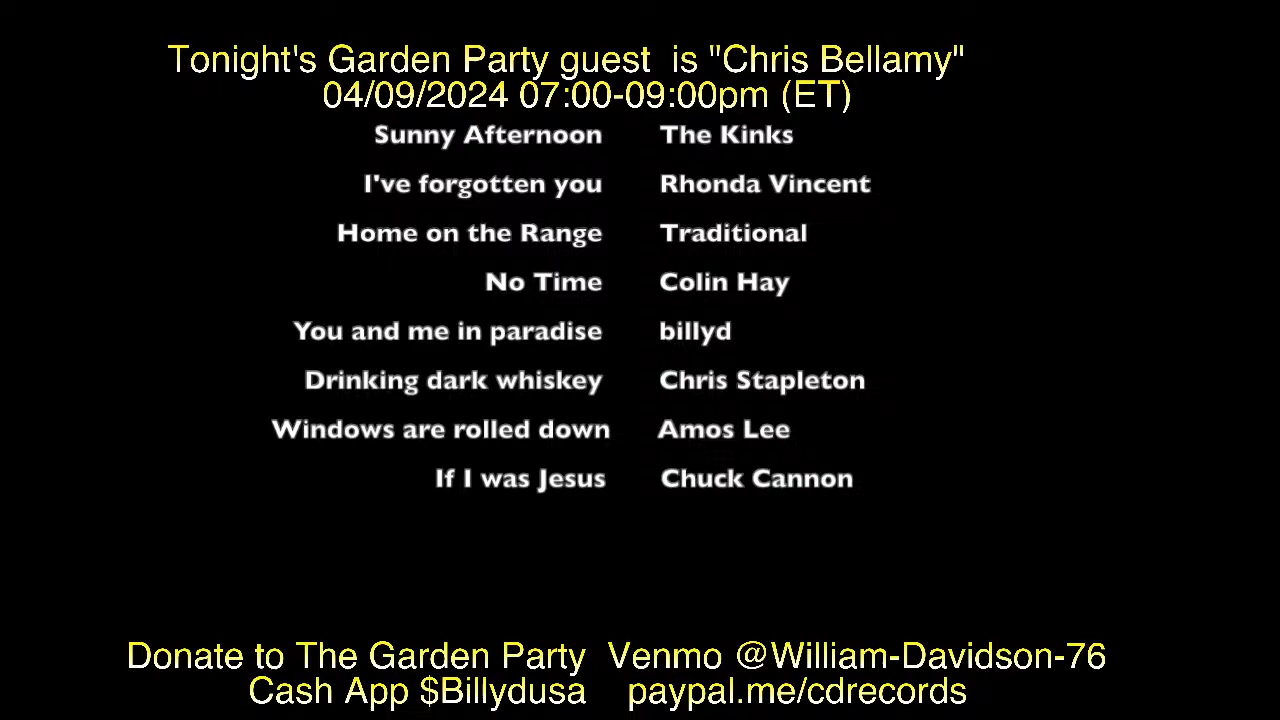 Tonight's Garden Party guest  is "Chris Bellamy"
04/09/2024 07:00-09:00pm (ET)
Sunny Afternoon The Kinks
I've forgotten you Rhonda Vincent
Home on the Range Traditional
No Time Colin Hay
You and me in paradise billyd
Drinking dark whiskey Chris Stapleton
Windows are rolled down Amos Lee
If I was Jesus Chuck Cannon
Donate to The Garden Party  Venmo @William-Davidson-76
Cash App $Billydusa    paypal.me/cdrecords